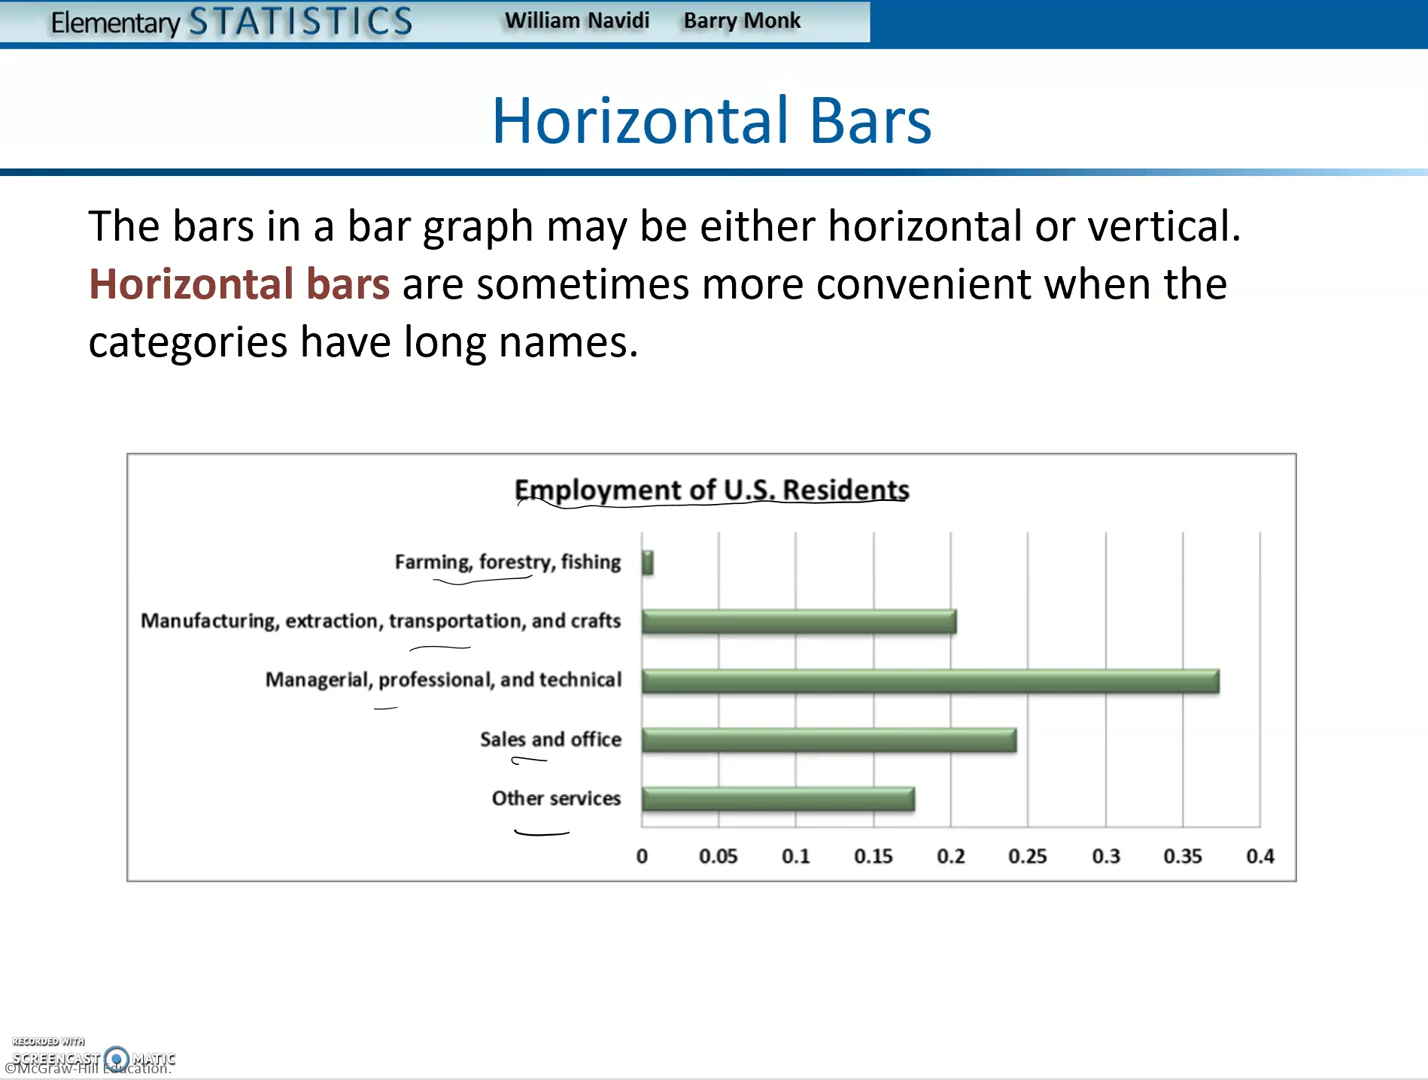 Elementary STATISTICS William Navidi Barry Monk
Horizontal Bars
The bars in a bar graph may be either horizontal or vertical.
Horizontal bars are sometimes more convenient when the
categories have long names.
Employment of U.S. Residents
Farming, forestry, fishing
Manufacturing, extraction, transportation, and crafts
Managerial, professional, and technical
Sales and office
Other services
0 0.05 0.1 0.15 0.2 0.25 0.3 0.35 0.4
RECORDED WITH
SCREENCAST MATIC
©McGraw-Hill Education.